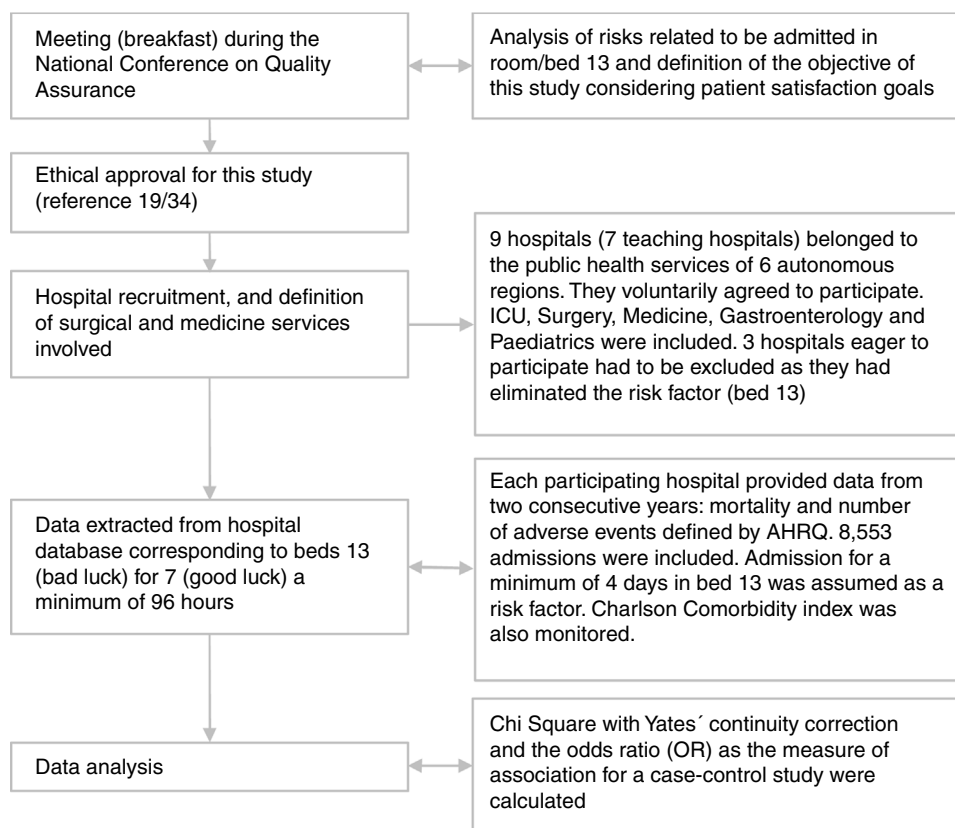 Meeting (breakfast) during the
National Conference on Quality
Assurance
Analysis of risks related to be admitted in
room/bed 13 and definition of the objective of
this study considering patient satisfaction goals
Ethical approval for this study
(reference 19/34)
Hospital recruitment, and definition
of surgical and medicine services
involved
9 hospitals (7 teaching hospitals) belonged to
the public health services of 6 autonomous
regions. They voluntarily agreed to participate.
ICU, Surgery, Medicine, Gastroenterology and
Paediatrics were included. 3 hospitals eager to
participate had to be excluded as they had
eliminated the risk factor (bed 13)
Data extracted from hospital
database corresponding to beds 13
(bad luck) for 7 (good luck) a
minimum of 96 hours
Each participating hospital provided data from
two consecutive years: mortality and number
of adverse events defined by AHRQ. 8,553
admissions were included. Admission for a
minimum of 4 days in bed 13 was assumed as a
risk factor. Charlson Comorbidity index was
also monitored.
Data analysis
Chi Square with Yates´ continuity correction
and the odds ratio (OR) as the measure of
association for a case-control study were
calculated